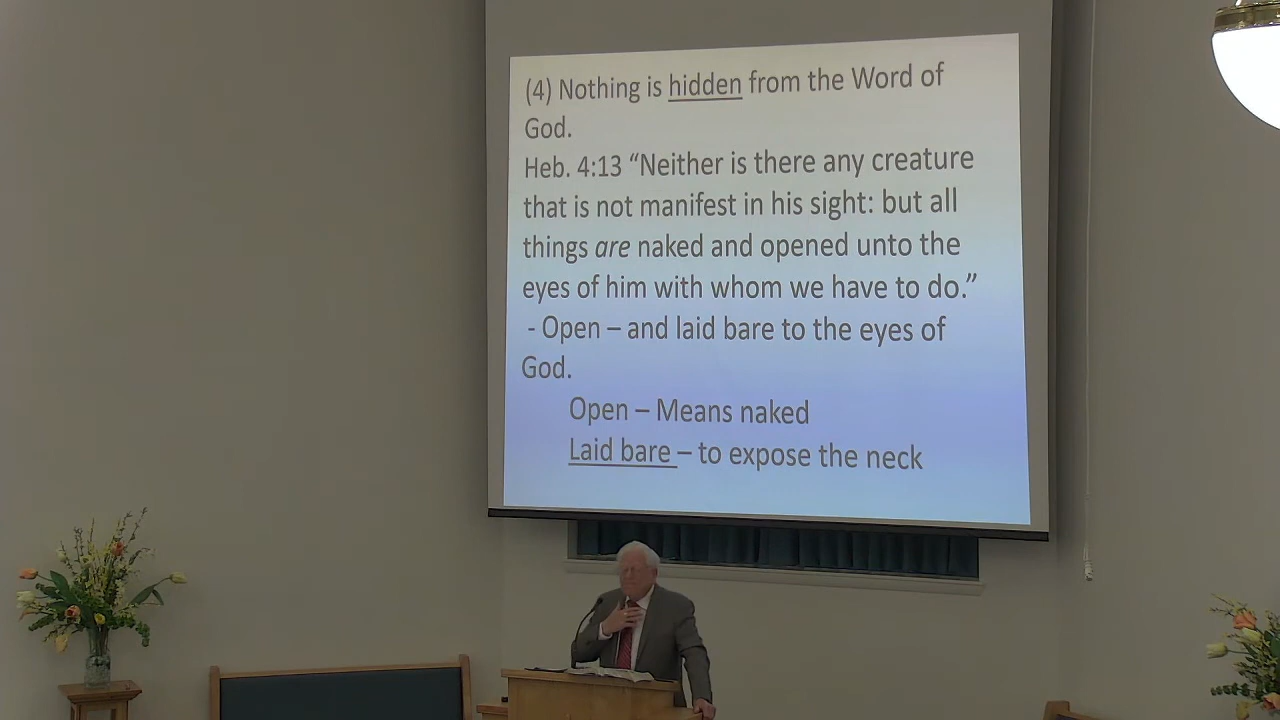 (4) Nothing is hidden from the Word of
God.
Heb. 4:13 “Neither is there any creature
that is not manifest in his sight: but all
things are naked and opened unto the
eyes of him with whom we have to do.”
- Open – and laid bare to the eyes of
God.
Open – Means naked
Laid bare – to expose the neck